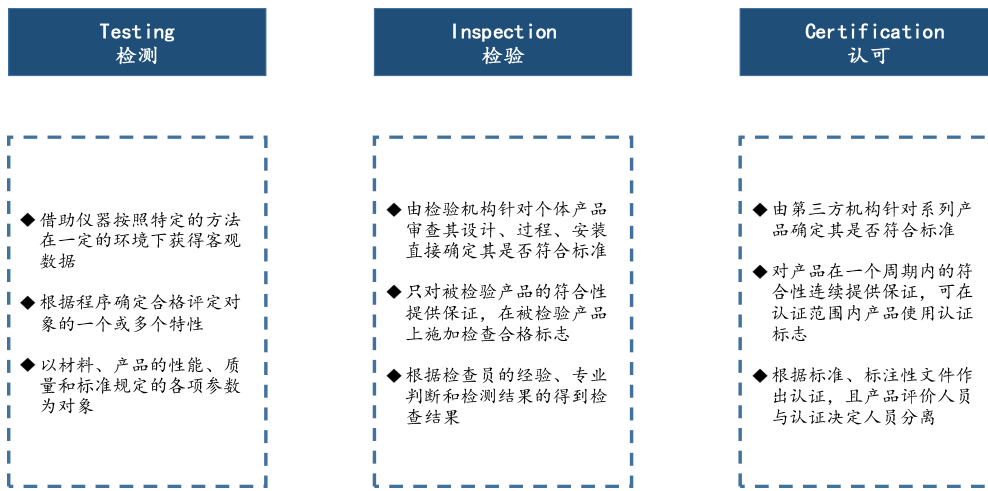 Testing
检测
Inspection
检验
Certification
认可
◆ 借助仪器按照特定的方法
在一定的环境下获得客观
数据
◆ 根据程序确定合格评定对
象的一个或多个特性
◆ 以材料、产品的性能、质
量和标准规定的各项参数
为对象
◆ 由检验机构针对个体产品
审查其设计、过程、安装
直接确定其是否符合标准
◆ 只对被检验产品的符合性
提供保证，在被检验产品
上施加检查合格标志
◆ 根据检查员的经验、专业
判断和检测结果的得到检
查结果
◆ 由第三方机构针对系列产
品确定其是否符合标准
◆ 对产品在一个周期内的符
合性连续提供保证，可在
认证范围内产品使用认证
标志
◆ 根据标准、标注性文件作
出认证，且产品评价人员
与认证决定人员分离